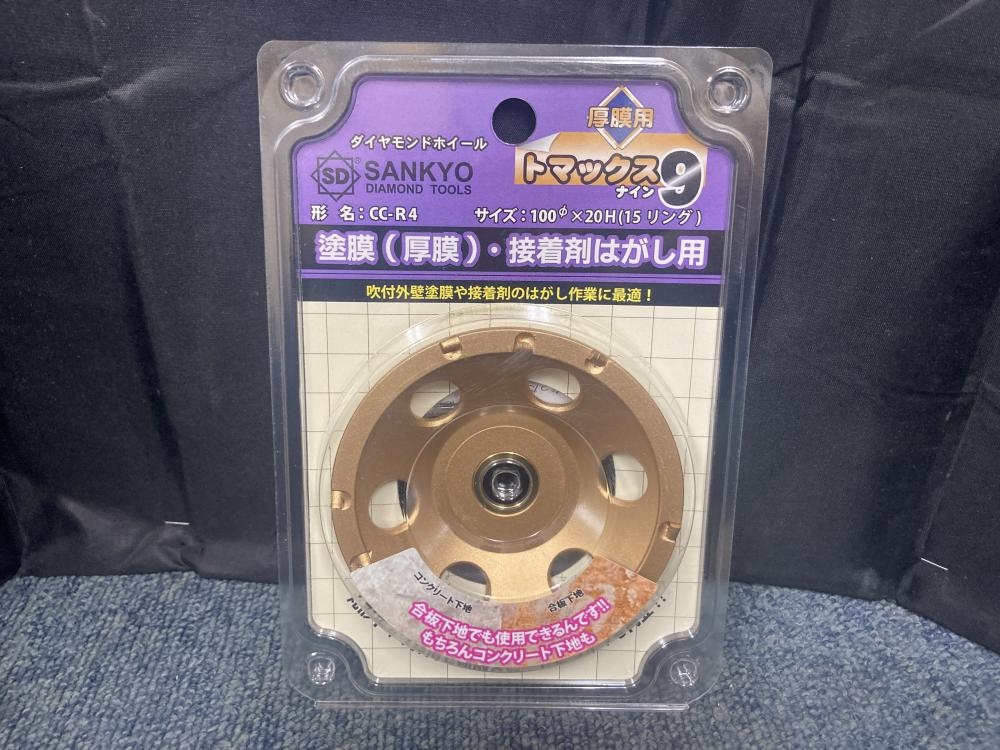 厚膜用
ダイヤモンドホイール
トマックス9
ナイン
SD® SANKYO
DIAMOND TOOLS
形 名：CC-R4 サイズ：100φ×20H(15リング)
塗膜(厚膜)・接着剤はがし用
吹付外壁塗膜や接着剤のはがし作業に最適！
コンクリート下地
合板下地
合板下地でも使用できるんです!!
もちろんコンクリート下地も